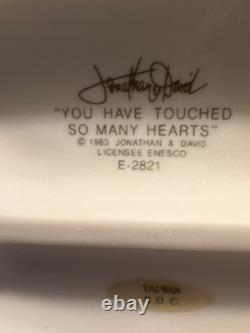 Jonathan & David
"YOU HAVE TOUCHED
SO MANY HEARTS"
© 1983 JONATHAN & DAVID
LICENSEE ENESCO
E-2821
TAIWAN
R.O.C.